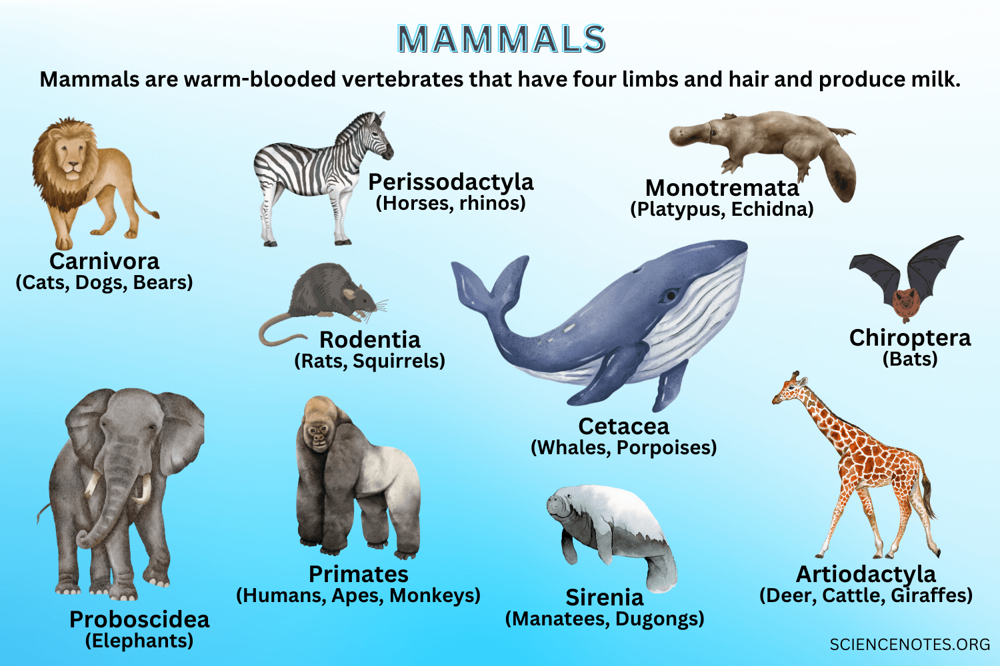 MAMMALS
Mammals are warm-blooded vertebrates that have four limbs and hair and produce milk.
Perissodactyla
(Horses, rhinos)
Monotremata
(Platypus, Echidna)
Carnivora
(Cats, Dogs, Bears)
Rodentia
(Rats, Squirrels)
Chiroptera
(Bats)
Cetacea
(Whales, Porpoises)
Primates
(Humans, Apes, Monkeys)
Sirenia
(Manatees, Dugongs)
Artiodactyla
(Deer, Cattle, Giraffes)
Proboscidea
(Elephants)
SCIENCENOTES.ORG